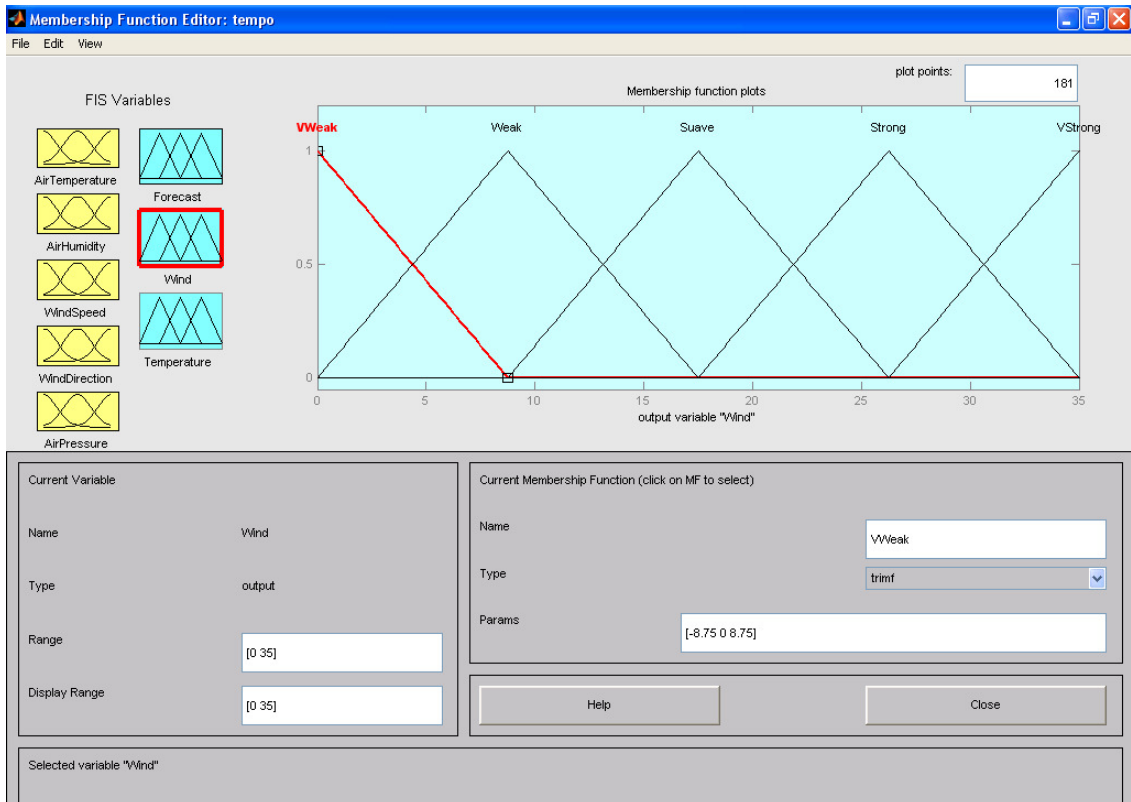 Membership Function Editor: tempo
File Edit View
FIS Variables
AirTemperature
AirHumidity
WindSpeed
WindDirection
AirPressure
Forecast
Wind
Temperature
plot points:
181
Membership function plots
VWeak Weak Suave Strong VStrong
1
0.5
0
0 5 10 15 20 25 30 35
output variable "Wind"
Current Variable
Name Wind
Type output
Range [0 35]
Display Range [0 35]
Current Membership Function (click on MF to select)
Name VWeak
Type trimf
Params [-8.75 0 8.75]
Help Close
Selected variable "Wind"